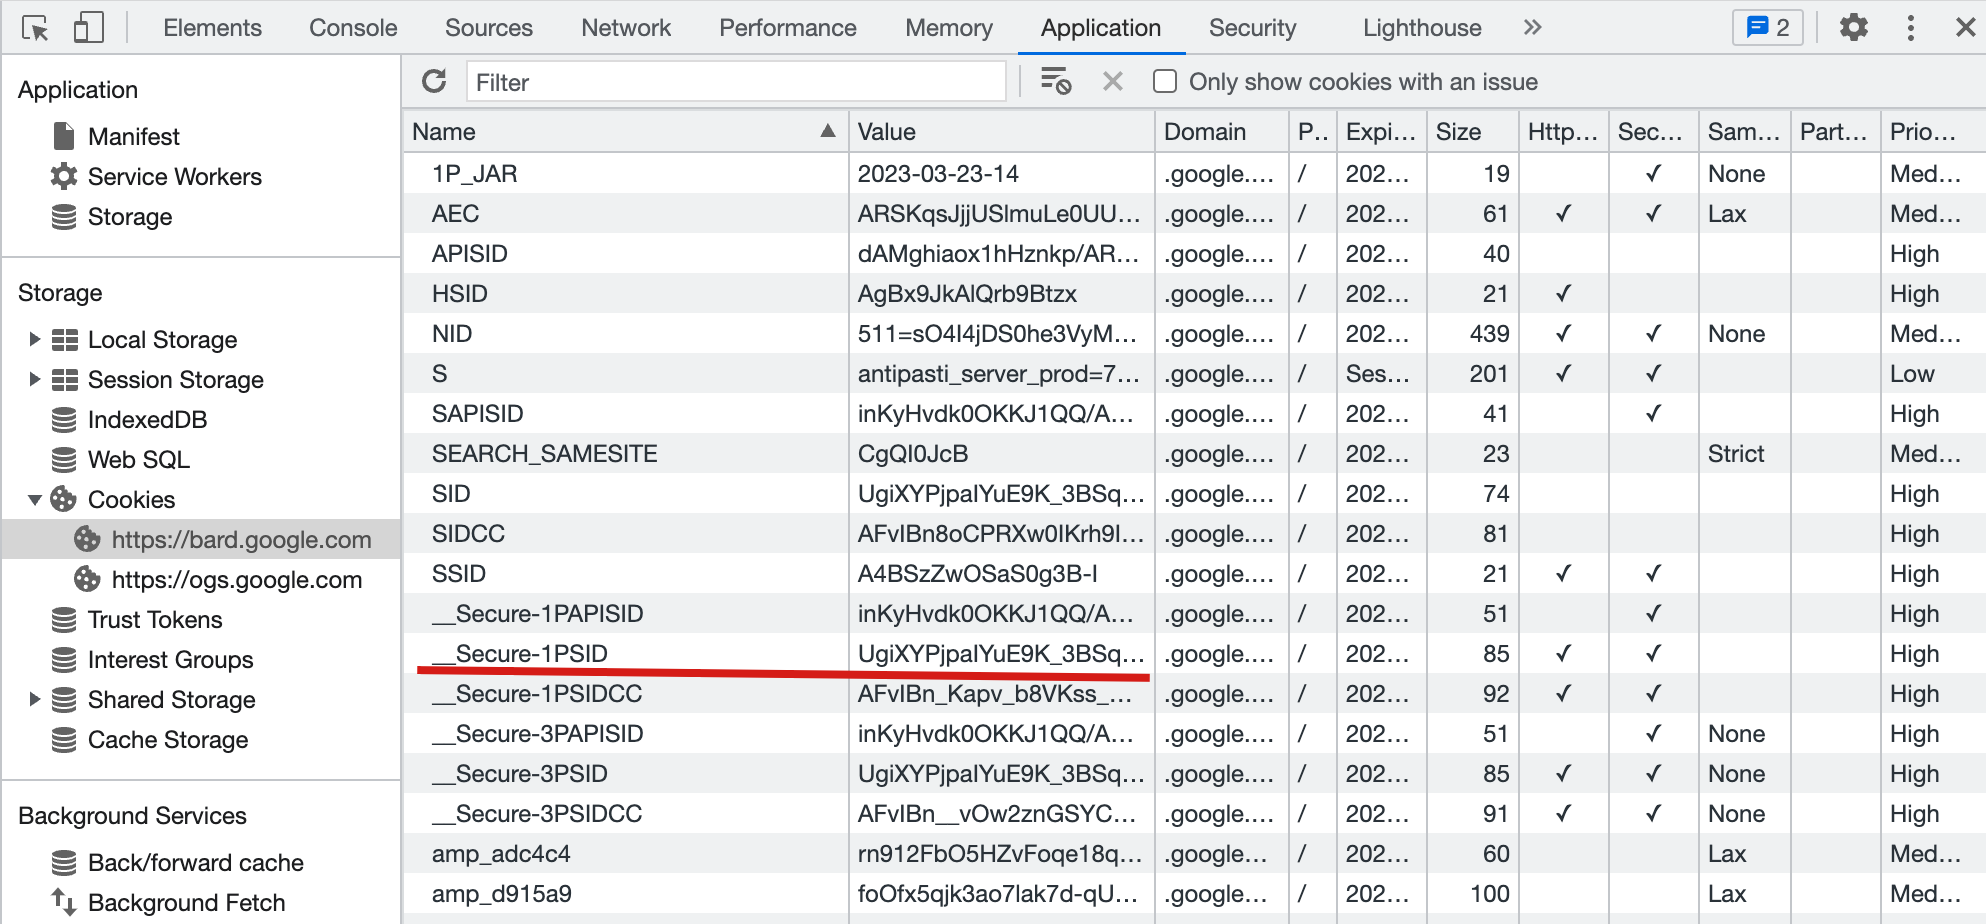 Elements Console Sources Network Performance Memory Application Security Lighthouse 2
Application
Manifest
Service Workers
Storage
Storage
Local Storage
Session Storage
IndexedDB
Web SQL
Cookies
https://bard.google.com
https://ogs.google.com
Trust Tokens
Interest Groups
Shared Storage
Cache Storage
Background Services
Back/forward cache
Background Fetch
Filter Only show cookies with an issue
Name Value Domain P.. Expi... Size Http... Sec... Sam... Part... Prio...
1P_JAR 2023-03-23-14 .google.... / 202... 19 ✓ None Med...
AEC ARSKqsJjjUSlmuLe0UU... .google.... / 202... 61 ✓ ✓ Lax Med...
APISID dAMghiaox1hHznkp/AR... .google.... / 202... 40 High
HSID AgBx9JkAlQrb9Btzx .google.... / 202... 21 ✓ High
NID 511=sO4I4jDS0he3VyM... .google.... / 202... 439 ✓ ✓ None Med...
S antipasti_server_prod=7... .google.... / Ses... 201 ✓ ✓ Low
SAPISID inKyHvdk0OKKJ1QQ/A... .google.... / 202... 41 ✓ High
SEARCH_SAMESITE CgQI0JcB .google.... / 202... 23 Strict Med...
SID UgiXYPjpaIYuE9K_3BSq... .google.... / 202... 74 High
SIDCC AFvIBn8oCPRXw0IKrh9I... .google.... / 202... 81 High
SSID A4BSzZwOSaS0g3B-I .google.... / 202... 21 ✓ ✓ High
__Secure-1PAPISID inKyHvdk0OKKJ1QQ/A... .google.... / 202... 51 ✓ High
__Secure-1PSID UgiXYPjpaIYuE9K_3BSq... .google.... / 202... 85 ✓ ✓ High
__Secure-1PSIDCC AFvIBn_Kapv_b8VKss_... .google.... / 202... 92 ✓ ✓ High
__Secure-3PAPISID inKyHvdk0OKKJ1QQ/A... .google.... / 202... 51 ✓ None High
__Secure-3PSID UgiXYPjpaIYuE9K_3BSq... .google.... / 202... 85 ✓ ✓ None High
__Secure-3PSIDCC AFvIBn__vOw2znGSYC... .google.... / 202... 91 ✓ ✓ None High
amp_adc4c4 rn912FbO5HZvFoqe18q... .google... / 202... 60 Lax Med...
amp_d915a9 foOfx5qjk3ao7lak7d-qU... .google... / 202... 100 Lax Med...